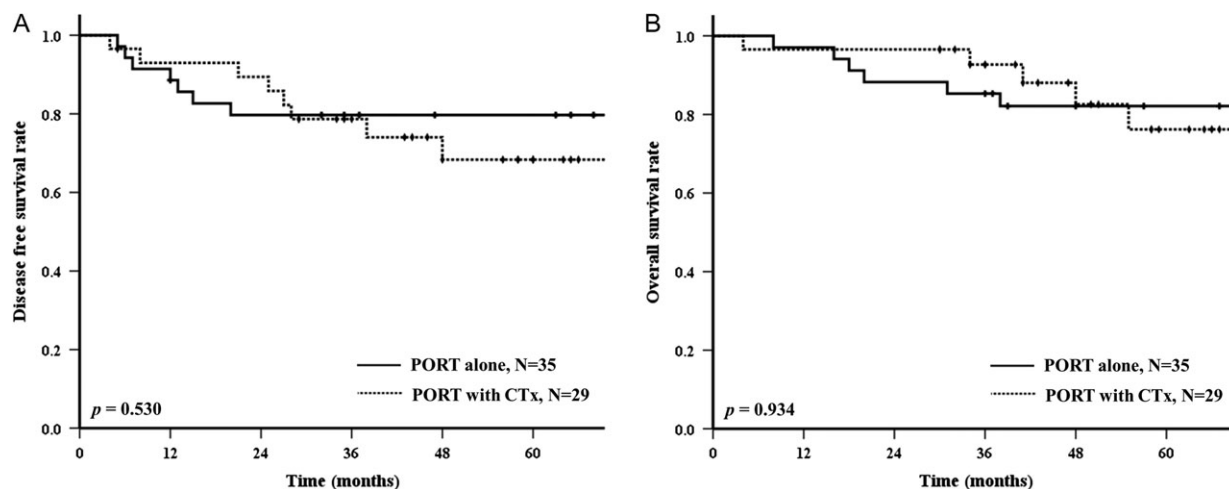 A
Disease free survival rate
1.0
0.8
0.6
0.4
0.2
0.0
PORT alone, N=35
PORT with CTx, N=29
p = 0.530
0 12 24 36 48 60
Time (months)
B
Overall survival rate
1.0
0.8
0.6
0.4
0.2
0.0
PORT alone, N=35
PORT with CTx, N=29
p = 0.934
0 12 24 36 48 60
Time (months)